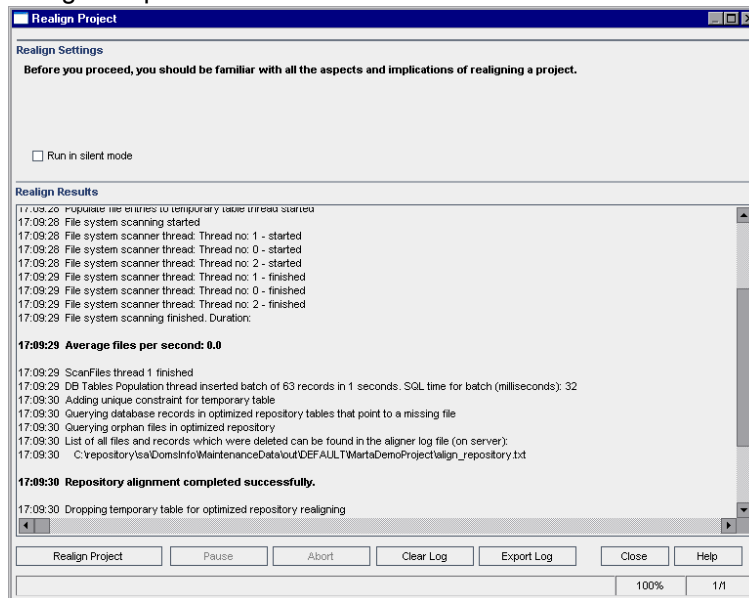 Realign Project
Realign Settings
Before you proceed, you should be familiar with all the aspects and implications of realigning a project.
Run in silent mode
Realign Results
17:09:28 Populate file entries to temporary table thread started
17:09:28 File system scanning started
17:09:28 File system scanner thread: Thread no: 1 - started
17:09:28 File system scanner thread: Thread no: 0 - started
17:09:28 File system scanner thread: Thread no: 2 - started
17:09:29 File system scanner thread: Thread no: 1 - finished
17:09:29 File system scanner thread: Thread no: 0 - finished
17:09:29 File system scanner thread: Thread no: 2 - finished
17:09:29 File system scanning finished. Duration:
17:09:29 Average files per second: 0.0
17:09:29 ScanFiles thread 1 finished
17:09:29 DB Tables Population thread inserted batch of 63 records in 1 seconds. SQL time for batch (milliseconds): 32
17:09:30 Adding unique constraint for temporary table
17:09:30 Querying database records in optimized repository tables that point to a missing file
17:09:30 Querying orphan files in optimized repository
17:09:30 List of all files and records which were deleted can be found in the aligner log file (on server):
17:09:30 C:\repository\sa\DomsInfo\MaintenanceData\out\DEFAULT\MartaDemoProject\align_repository.txt
17:09:30 Repository alignment completed successfully.
17:09:30 Dropping temporary table for optimized repository realigning
Realign Project Pause Abort Clear Log Export Log Close Help
100% 1/1